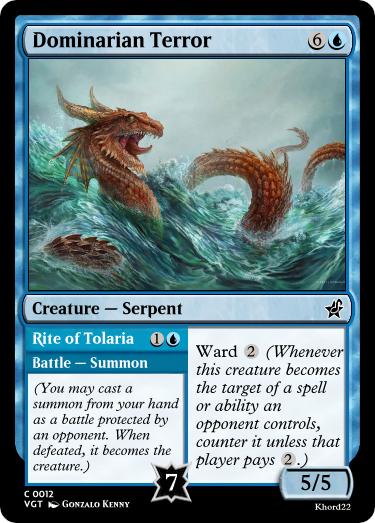 Dominarian Terror 6
Creature — Serpent
Rite of Tolaria 1
Battle — Summon
(You may cast a
summon from your hand
as a battle protected by
an opponent. When
defeated, it becomes the
creature.)
Ward 2 (Whenever
this creature becomes
the target of a spell
or ability an
opponent controls,
counter it unless that
player pays 2.)
7
5/5
C 0012
VGT Gonzalo Kenny
Khord22